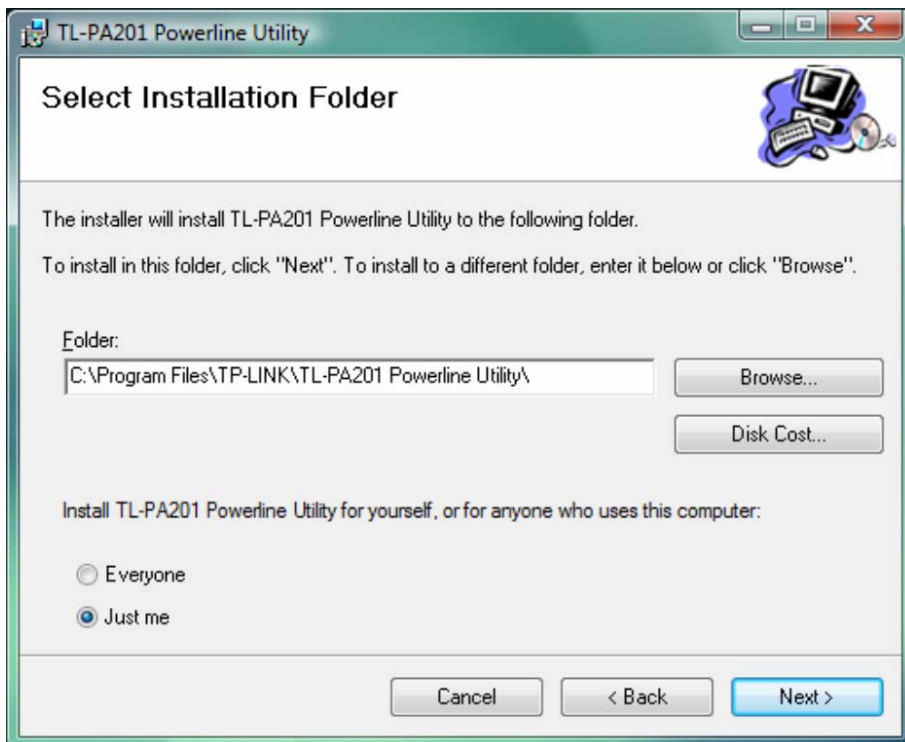 TL-PA201 Powerline Utility
Select Installation Folder
The installer will install TL-PA201 Powerline Utility to the following folder.
To install in this folder, click "Next". To install to a different folder, enter it below or click "Browse".
Folder:
C:\Program Files\TP-LINK\TL-PA201 Powerline Utility\
Browse...
Disk Cost...
Install TL-PA201 Powerline Utility for yourself, or for anyone who uses this computer:
Everyone
Just me
Cancel
< Back
Next >